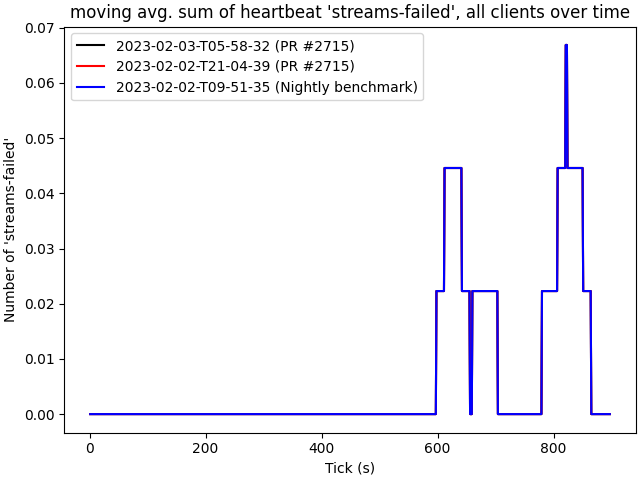 moving avg. sum of heartbeat 'streams-failed', all clients over time
2023-02-03-T05-58-32 (PR #2715)
2023-02-02-T21-04-39 (PR #2715)
2023-02-02-T09-51-35 (Nightly benchmark)
Number of 'streams-failed'
0.07
0.06
0.05
0.04
0.03
0.02
0.01
0.00
0 200 400 600 800
Tick (s)